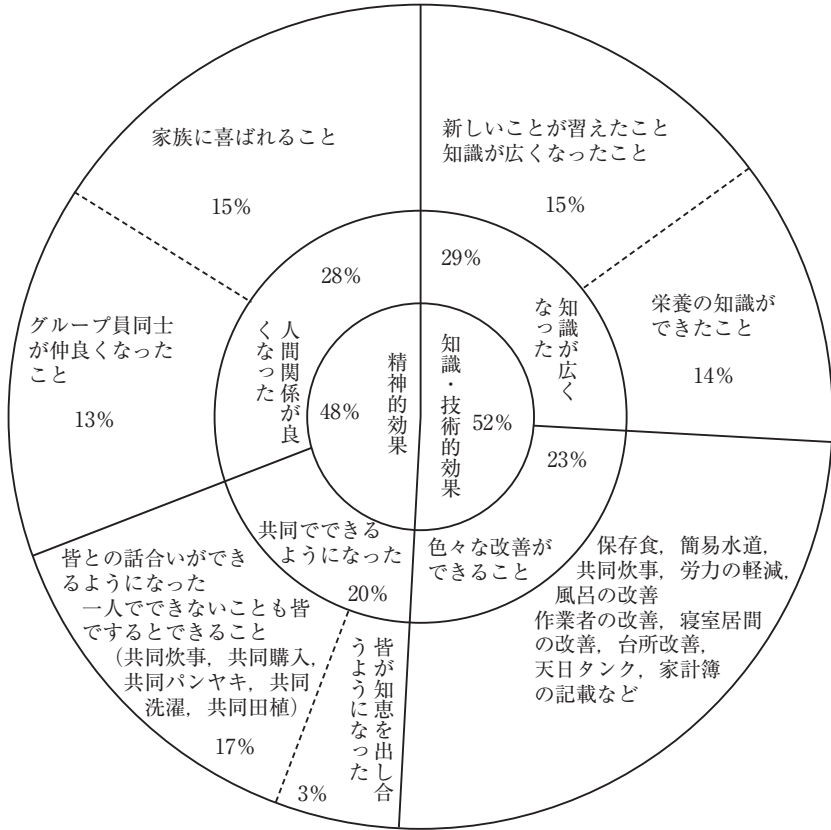 家族に喜ばれること
15%
新しいことが習えたこと
知識が広くなったこと
15%
28%
29%
人間関係が良
くなった
知識が広く
なった
栄養の知識が
できたこと
14%
グループ員同士
が仲良くなった
こと
13%
48%
精神的効果
知識・技術的効果
52%
23%
共同でできる
ようになった
20%
色々な改善が
できること
保存食，簡易水道，
共同炊事，労力の軽減，
風呂の改善
作業者の改善，寝室居間
の改善，台所改善，
天日タンク，家計簿
の記載など
皆との話合いができ
るようになった
一人でできないことも皆
でするとできること
（共同炊事，共同購入，
共同パンヤキ，共同
洗濯，共同田植）
17%
皆が知恵を出し合
うようになった
3%